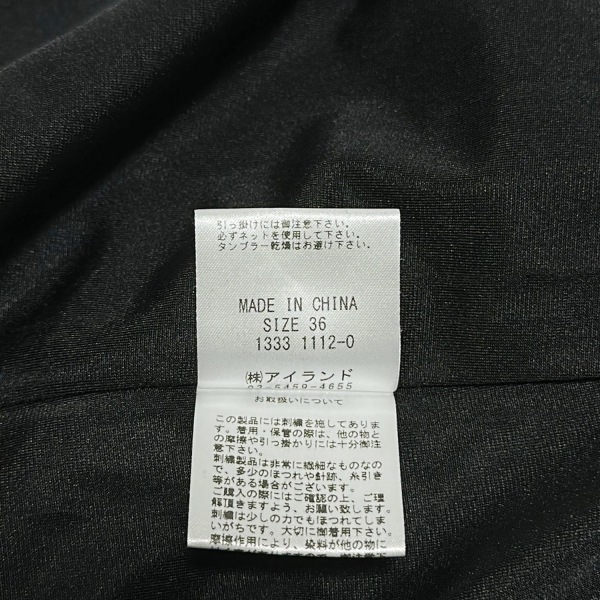 引っ掛けには御注意下さい。
必ずネットを使用して下さい。
タンブラー乾燥はお避け下さい。
MADE IN CHINA
SIZE 36
1333 1112-0
㈱アイランド
03-5459-4655
お取扱いについて
この製品には刺繍を施してありま
す。着用・保管の際は、他の物と
の摩擦や引っ掛かりには十分御注
意下さい。
刺繍製品は非常に繊細なものなの
で、多少のほつれや針跡、糸引き
等がある場合がございます。
ご購入の際にはご確認の上、ご理
解頂きますよう、お願い致します。
刺繍は少しの力でもほつれてしま
いがちです。大切に御着用下さい。
摩擦作用により、染料が他の物に